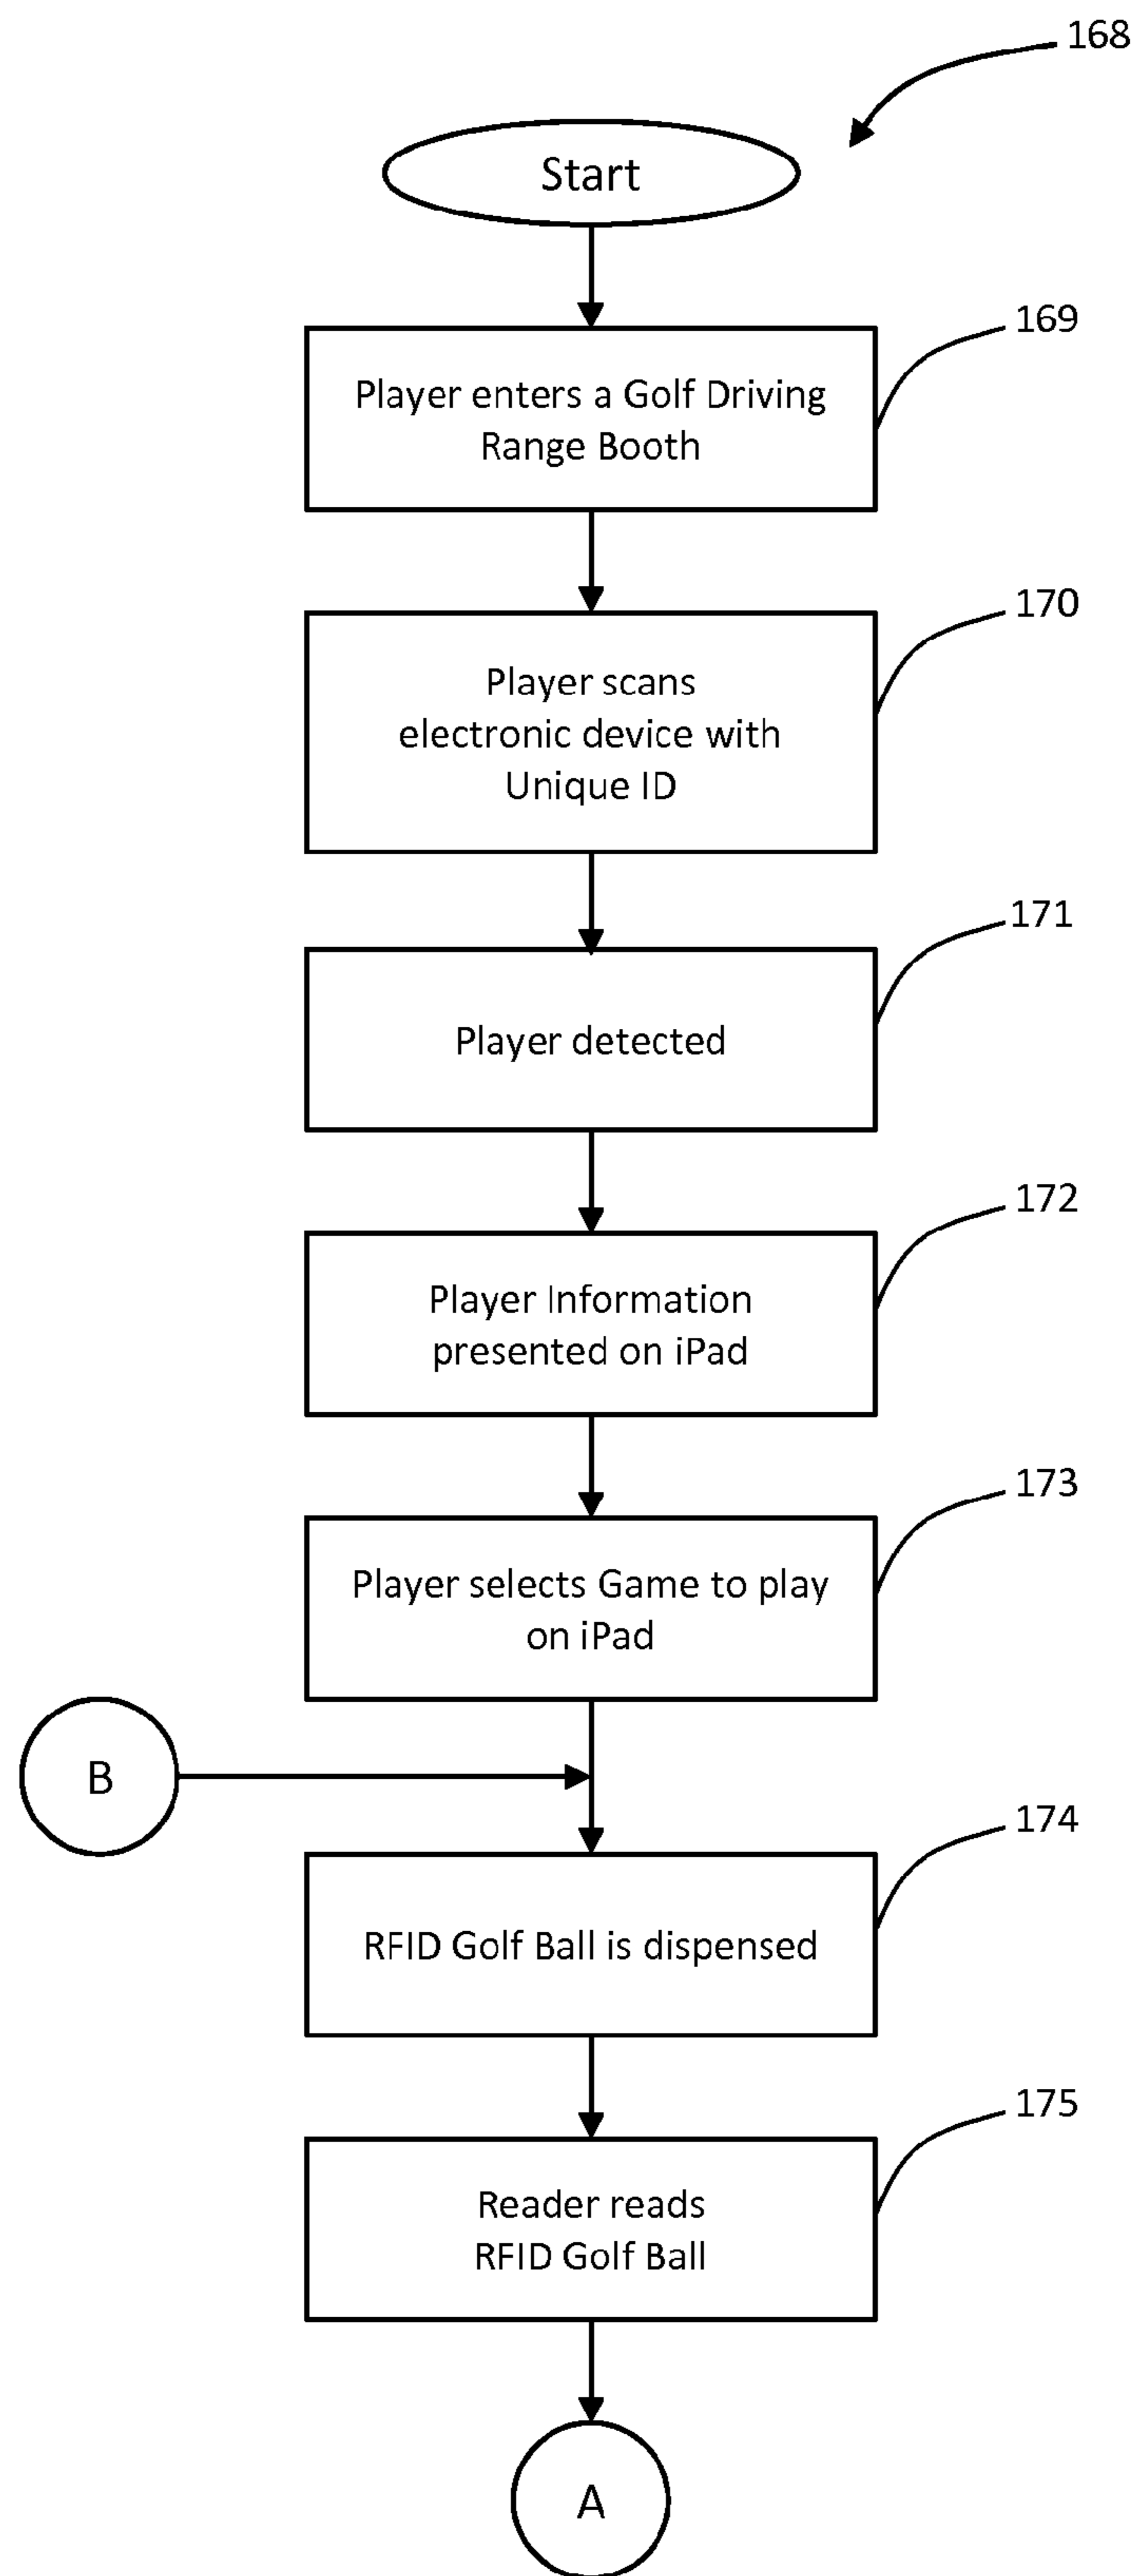 168
Start
169
Player enters a Golf Driving
Range Booth
170
Player scans
electronic device with
Unique ID
171
Player detected
172
Player Information
presented on iPad
173
Player selects Game to play
on iPad
B
174
RFID Golf Ball is dispensed
175
Reader reads
RFID Golf Ball
A